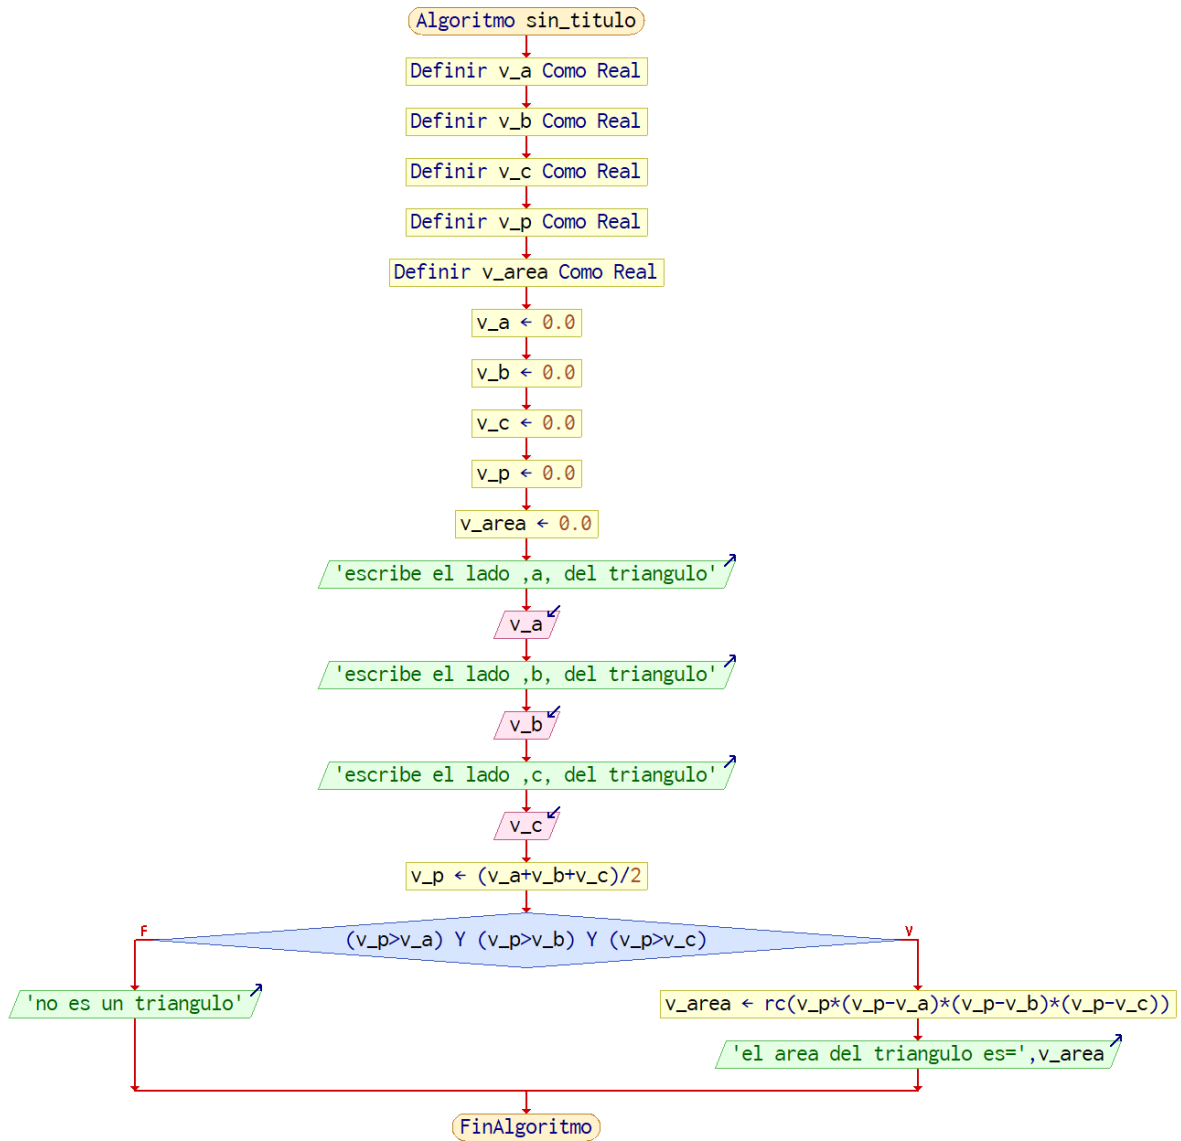 Algoritmo sin_titulo
Definir v_a Como Real
Definir v_b Como Real
Definir v_c Como Real
Definir v_p Como Real
Definir v_area Como Real
v_a ← 0.0
v_b ← 0.0
v_c ← 0.0
v_p ← 0.0
v_area ← 0.0
'escribe el lado ,a, del triangulo'
v_a
'escribe el lado ,b, del triangulo'
v_b
'escribe el lado ,c, del triangulo'
v_c
v_p ← (v_a+v_b+v_c)/2
F
V
(v_p>v_a) Y (v_p>v_b) Y (v_p>v_c)
'no es un triangulo'
v_area ← rc(v_p*(v_p-v_a)*(v_p-v_b)*(v_p-v_c))
'el area del triangulo es=',v_area
FinAlgoritmo